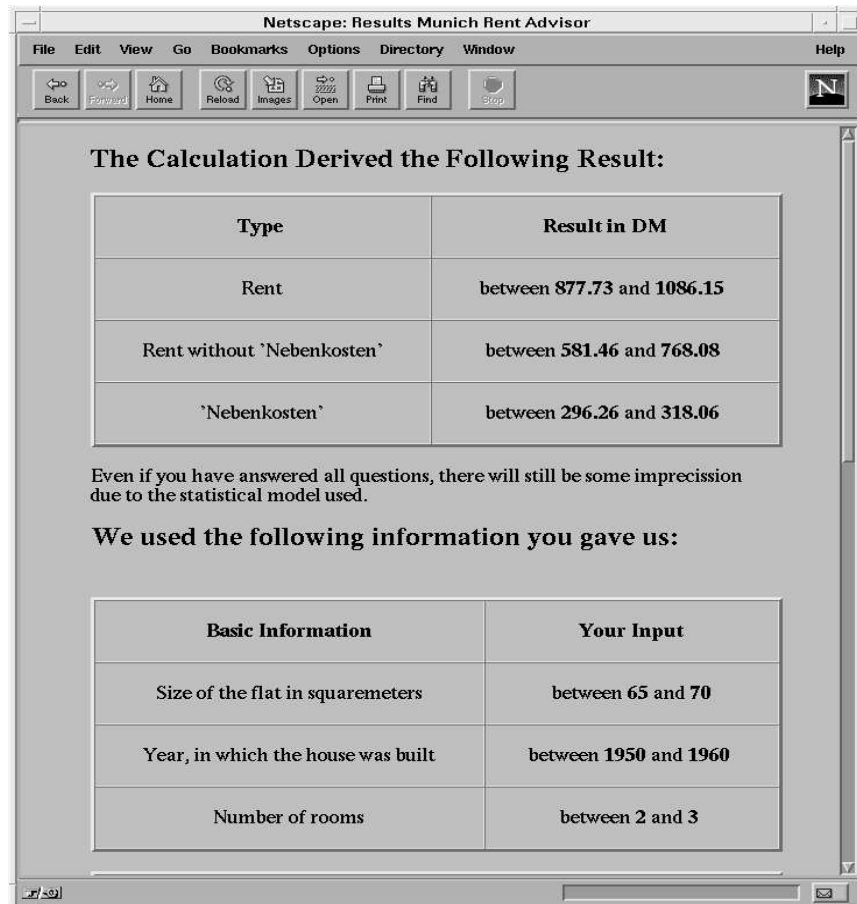 Netscape: Results Munich Rent Advisor
File Edit View Go Bookmarks Options Directory Window Help
Back Forward Home Reload Images Open Print Find Stop
N
The Calculation Derived the Following Result:
Type Result in DM
Rent between 877.73 and 1086.15
Rent without 'Nebenkosten' between 581.46 and 768.08
'Nebenkosten' between 296.26 and 318.06
Even if you have answered all questions, there will still be some imprecission
due to the statistical model used.
We used the following information you gave us:
Basic Information Your Input
Size of the flat in squaremeters between 65 and 70
Year, in which the house was built between 1950 and 1960
Number of rooms between 2 and 3